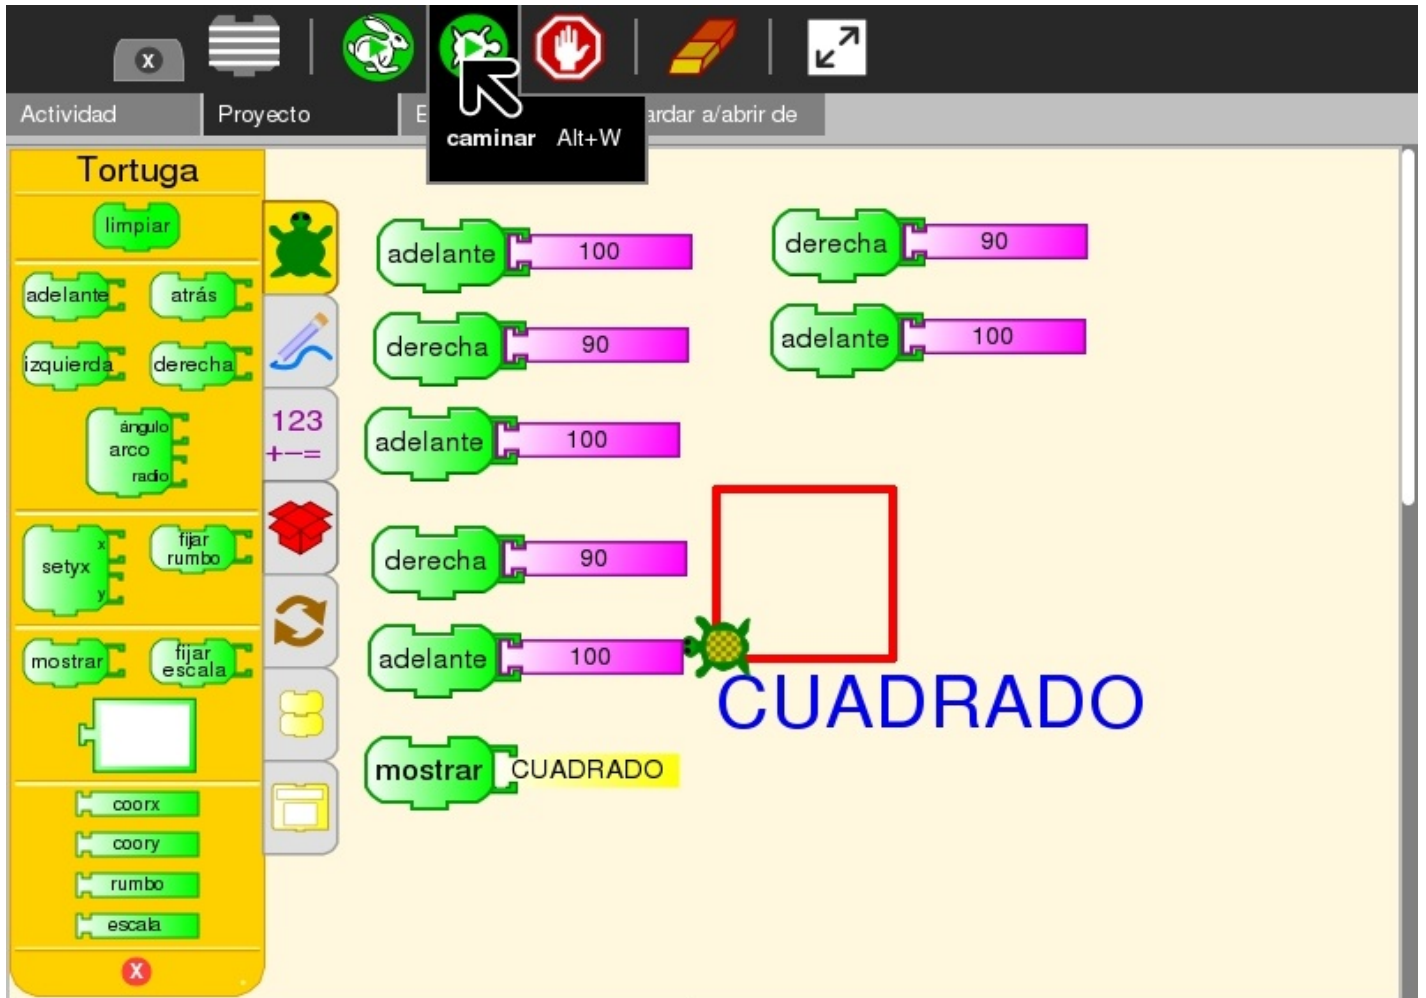 X
Actividad
Proyecto
E
ardar a/abrir de
caminar Alt+W
Tortuga
limpiar
adelante atrás
izquierda derecha
ángulo
arco
radio
x
setyx
y
fijar
rumbo
mostrar
fijar
escala
coorx
coory
rumbo
escala
X
123
+−=
adelante 100
derecha 90
adelante 100
derecha 90
adelante 100
mostrar CUADRADO
derecha 90
adelante 100
CUADRADO